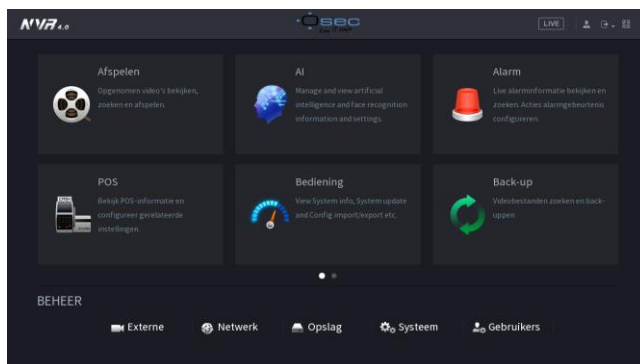 NVR 4.0
Osec
LIVE
Afspelen
Opgenomen video's bekijken,
zoeken en afspelen.
AI
Manage and view artificial
intelligence and face recognition
information and settings.
Alarm
Live alarminformatie bekijken en
zoeken. Acties alarmgebeurtenis
configureren.
POS
Bekijk POS-informatie en
configureer gerelateerde
instellingen.
Bediening
View System info, System update
and Config import/export etc.
Back-up
Videobestanden zoeken en back-
uppen
BEHEER
Externe
Netwerk
Opslag
Systeem
Gebruikers